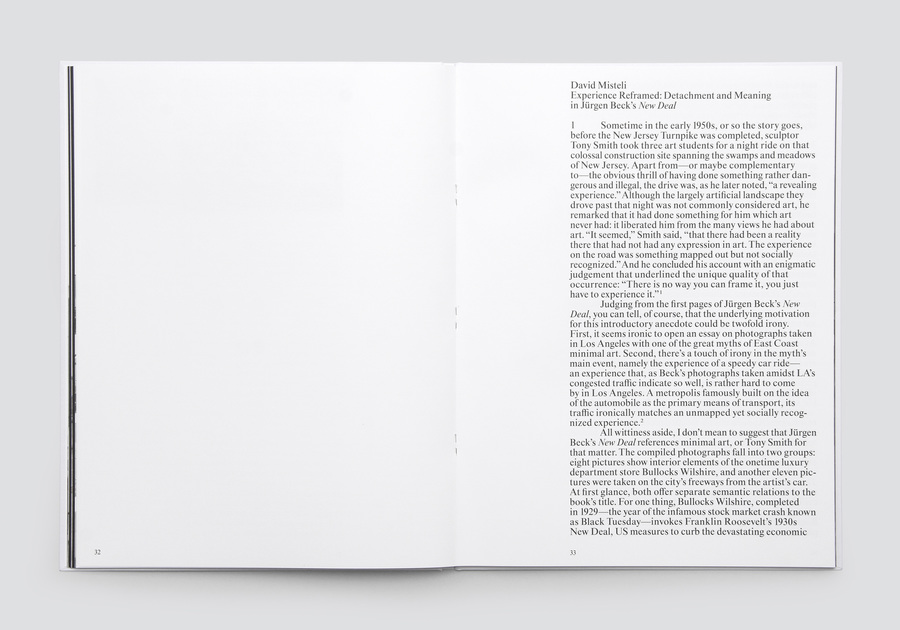 David Misteli
Experience Reframed: Detachment and Meaning
in Jürgen Beck's New Deal
1 Sometime in the early 1950s, or so the story goes,
before the New Jersey Turnpike was completed, sculptor
Tony Smith took three art students for a night ride on that
colossal construction site spanning the swamps and meadows
of New Jersey. Apart from—or maybe complementary
to—the obvious thrill of having done something rather dan-
gerous and illegal, the drive was, as he later noted, “a revealing
experience.” Although the largely artificial landscape they
drove past that night was not commonly considered art, he
remarked that it had done something for him which art
never had: it liberated him from the many views he had about
art. “It seemed,” Smith said, “that there had been a reality
there that had not had any expression in art. The experience
on the road was something mapped out but not socially
recognized.” And he concluded his account with an enigmatic
judgement that underlined the unique quality of that
occurrence: “There is no way you can frame it, you just
have to experience it.”1
Judging from the first pages of Jürgen Beck's New
Deal, you can tell, of course, that the underlying motivation
for this introductory anecdote could be twofold irony.
First, it seems ironic to open an essay on photographs taken
in Los Angeles with one of the great myths of East Coast
minimal art. Second, there's a touch of irony in the myth's
main event, namely the experience of a speedy car ride—
an experience that, as Beck's photographs taken amidst LA's
congested traffic indicate so well, is rather hard to come
by in Los Angeles. A metropolis famously built on the idea
of the automobile as the primary means of transport, its
traffic ironically matches an unmapped yet socially recog-
nized experience.2
All wittiness aside, I don't mean to suggest that Jürgen
Beck's New Deal references minimal art, or Tony Smith for
that matter. The compiled photographs fall into two groups:
eight pictures show interior elements of the onetime luxury
department store Bullocks Wilshire, and another eleven pic-
tures were taken on the city's freeways from the artist's car.
At first glance, both offer separate semantic relations to the
book's title. For one thing, Bullocks Wilshire, completed
in 1929—the year of the infamous stock market crash known
as Black Tuesday—invokes Franklin Roosevelt's 1930s
New Deal, US measures to curb the devastating economic
32
33